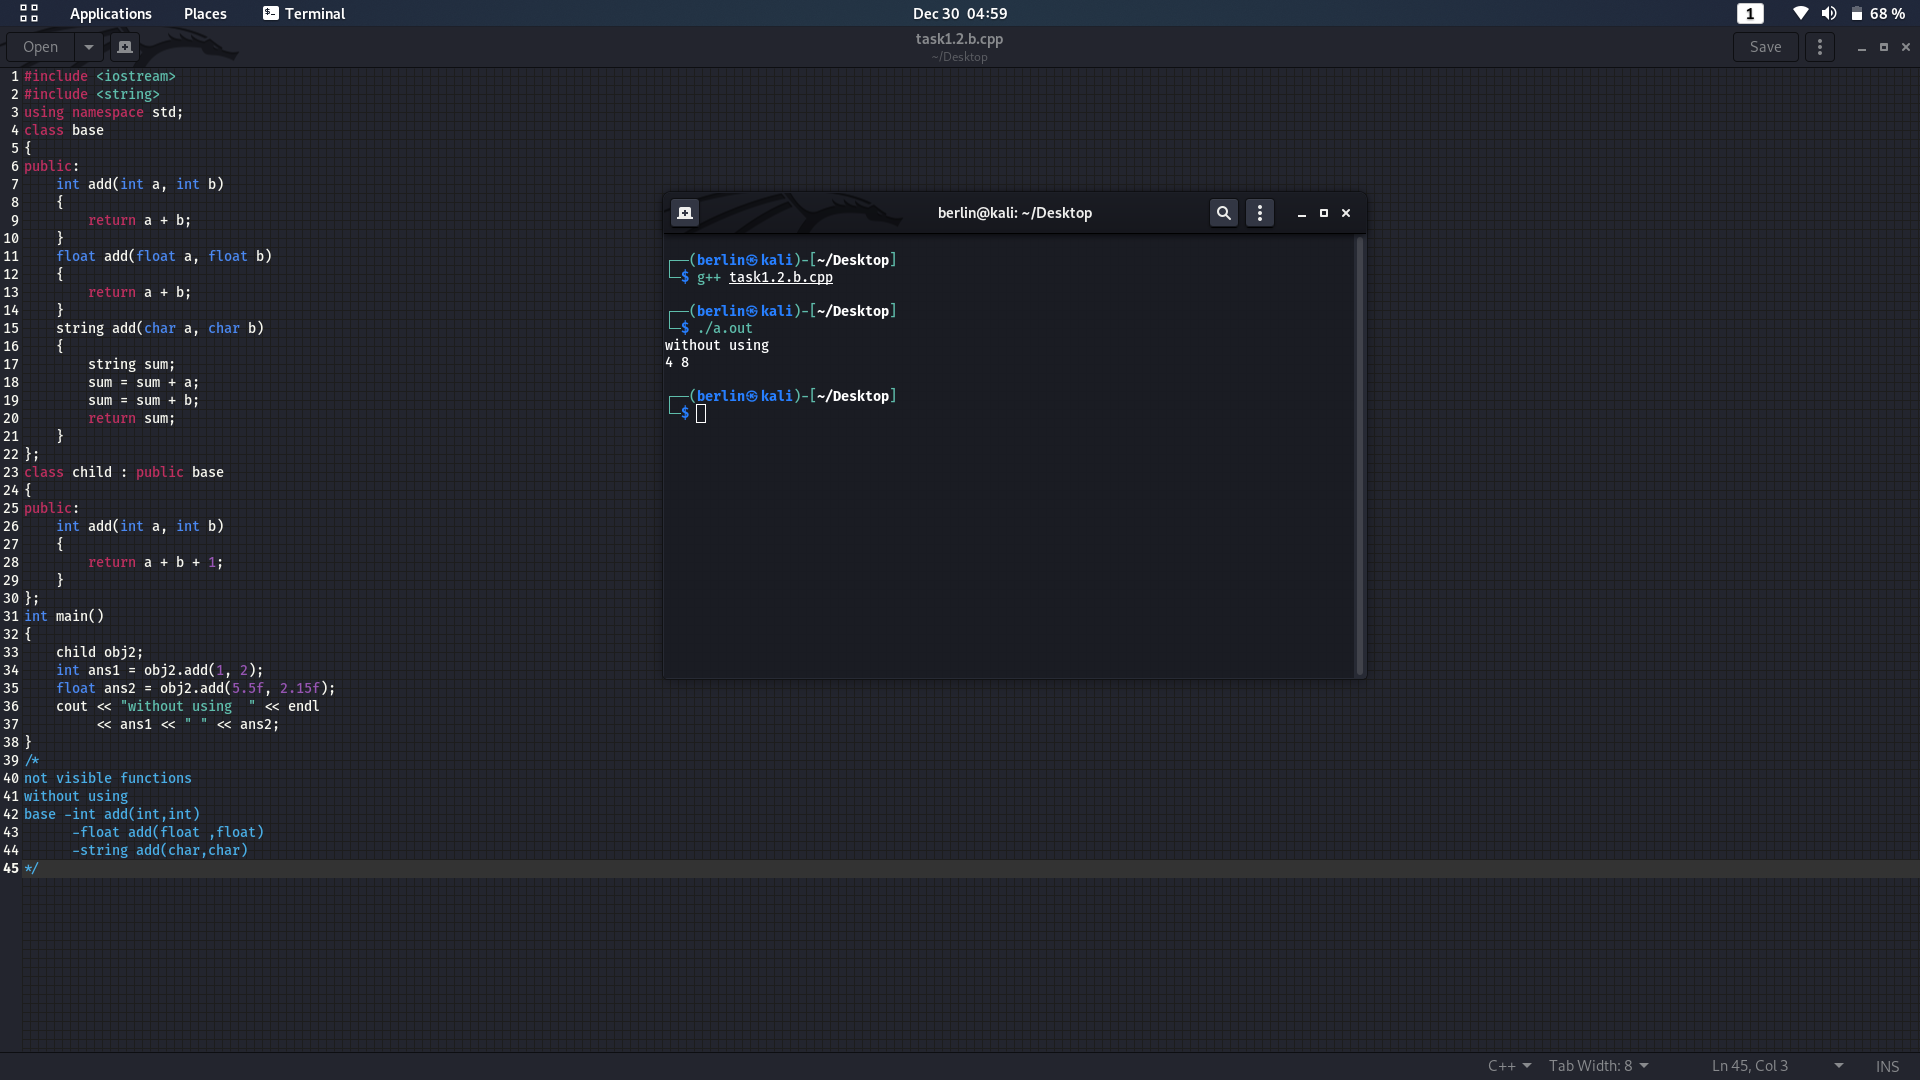 Applications Places Terminal Dec 30 04:59 1 68 %
Open task1.2.b.cpp Save
~/Desktop
1 #include <iostream>
2 #include <string>
3 using namespace std;
4 class base
5 {
6 public:
7     int add(int a, int b)
8     {
9         return a + b;
10     }
11     float add(float a, float b)
12     {
13         return a + b;
14     }
15     string add(char a, char b)
16     {
17         string sum;
18         sum = sum + a;
19         sum = sum + b;
20         return sum;
21     }
22 };
23 class child : public base
24 {
25 public:
26     int add(int a, int b)
27     {
28         return a + b + 1;
29     }
30 };
31 int main()
32 {
33     child obj2;
34     int ans1 = obj2.add(1, 2);
35     float ans2 = obj2.add(5.5f, 2.15f);
36     cout << "without using  " << endl
37          << ans1 << " " << ans2;
38 }
39 /*
40 not visible functions
41 without using
42 base -int add(int,int)
43       -float add(float ,float)
44       -string add(char,char)
45 */
berlin@kali: ~/Desktop
┌──(berlin㉿kali)-[~/Desktop]
└─$ g++ task1.2.b.cpp
┌──(berlin㉿kali)-[~/Desktop]
└─$ ./a.out
without using
4 8
┌──(berlin㉿kali)-[~/Desktop]
└─$
C++ Tab Width: 8 Ln 45, Col 3 INS